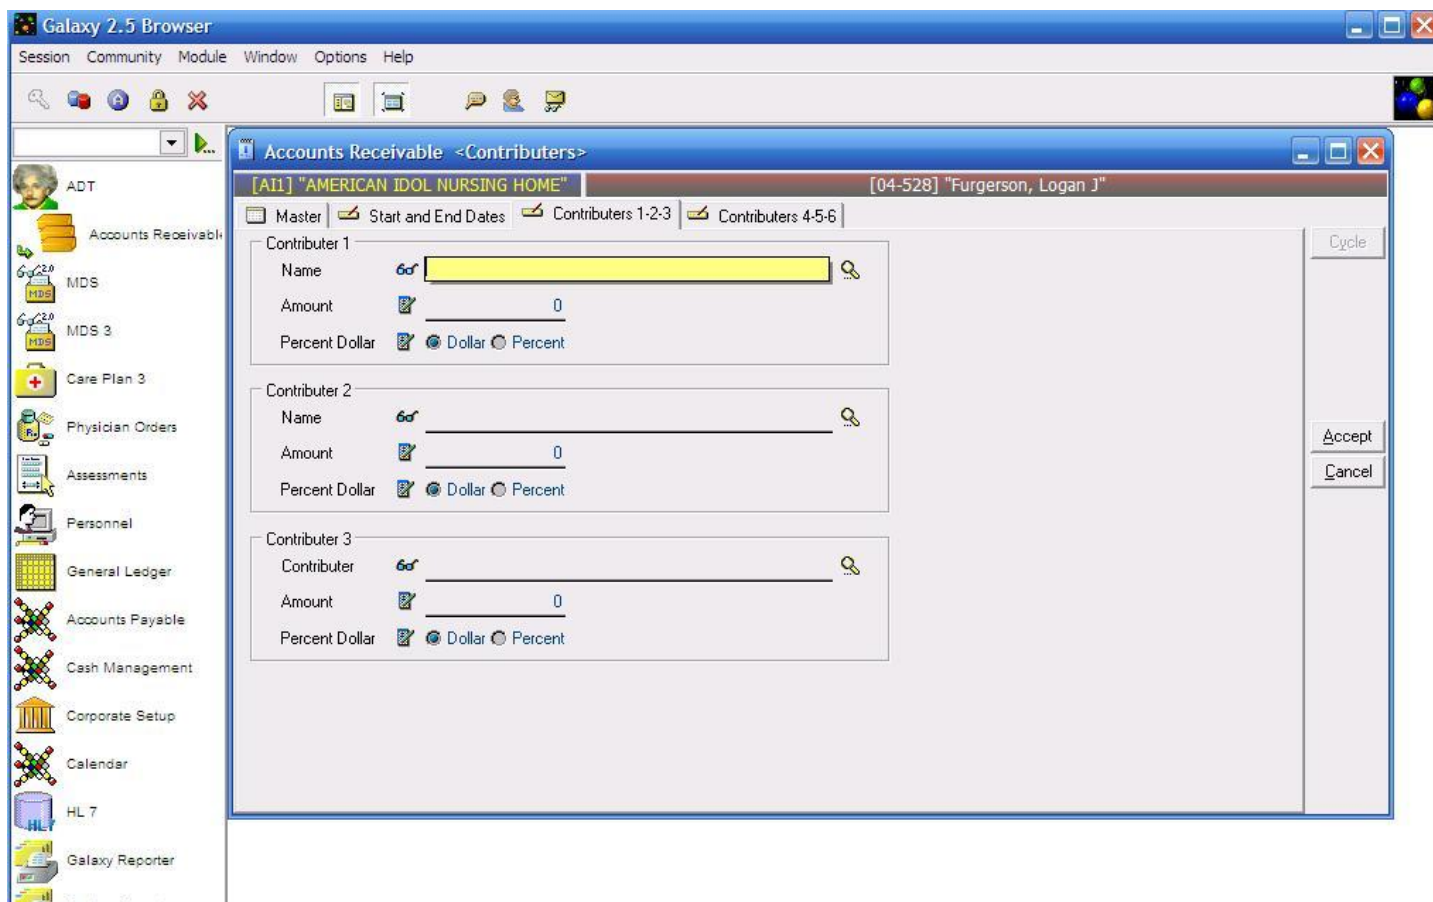 Galaxy 2.5 Browser
Session Community Module Window Options Help
Accounts Receivable <Contributers>
[AI1] "AMERICAN IDOL NURSING HOME" [04-528] "Furgerson, Logan J"
Master Start and End Dates Contributers 1-2-3 Contributers 4-5-6
Contributer 1
Name
Amount 0
Percent Dollar Dollar Percent
Contributer 2
Name
Amount 0
Percent Dollar Dollar Percent
Contributer 3
Contributer
Amount 0
Percent Dollar Dollar Percent
Cycle
Accept
Cancel
ADT
Accounts Receivabl
MDS
MDS 3
Care Plan 3
Physician Orders
Assessments
Personnel
General Ledger
Accounts Payable
Cash Management
Corporate Setup
Calendar
HL 7
Galaxy Reporter